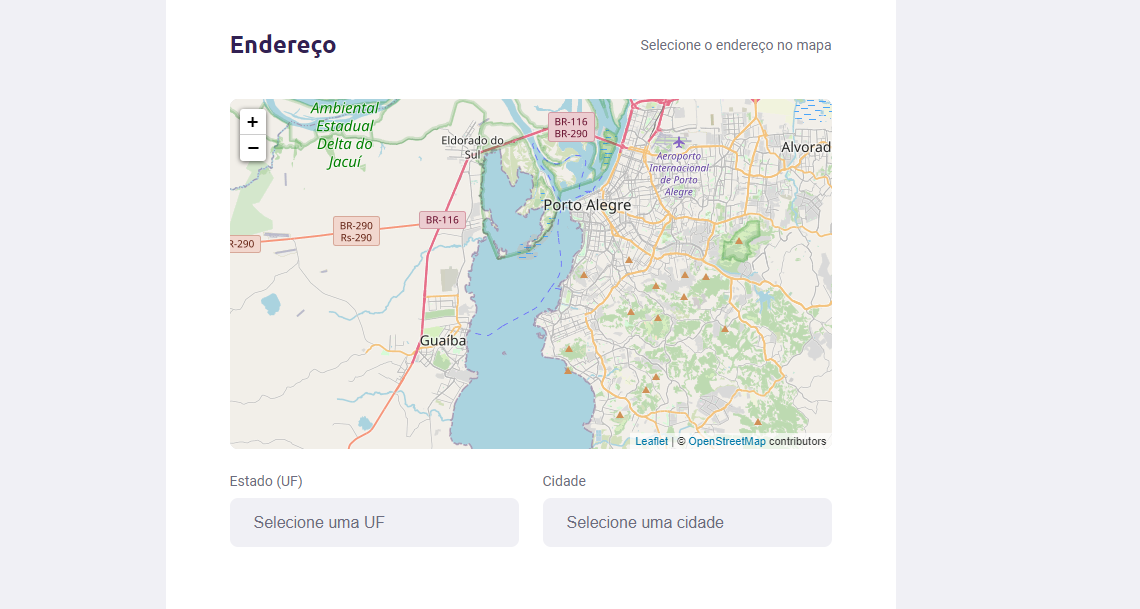 Endereço
Selecione o endereço no mapa
+
−
Ambiental
Estadual
Delta do
Jacuí
Eldorado do
Sul
BR-116
BR-290
Aeroporto
Internacional
de Porto
Alegre
Alvorad
Porto Alegre
BR-116
BR-290
Rs-290
R-290
Guaíba
Leaflet | © OpenStreetMap contributors
Estado (UF)
Cidade
Selecione uma UF
Selecione uma cidade